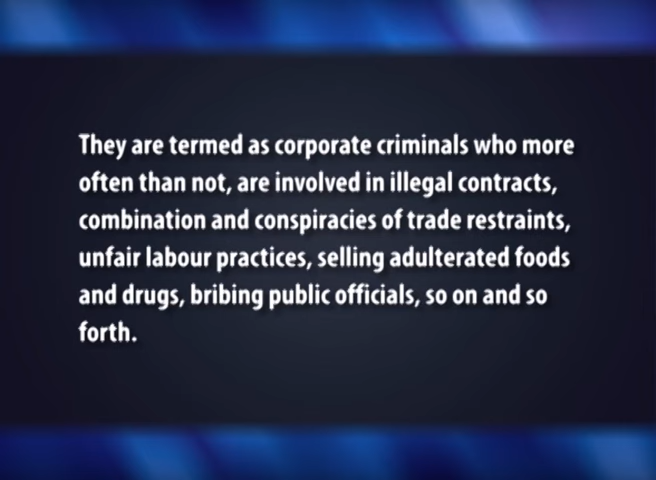 They are termed as corporate criminals who more
often than not, are involved in illegal contracts,
combination and conspiracies of trade restraints,
unfair labour practices, selling adulterated foods
and drugs, bribing public officials, so on and so
forth.